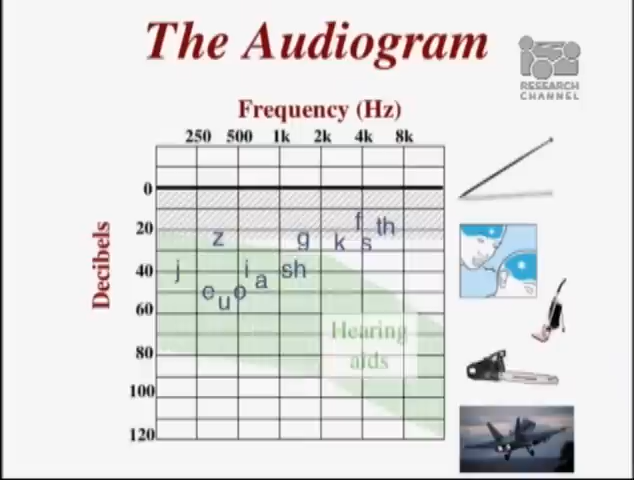 The Audiogram
RESEARCH
CHANNEL
Frequency (Hz)
250 500 1k 2k 4k 8k
Decibels
0
20
40
60
80
100
120
z g k f s th
j i a sh
e u o
Hearing
aids